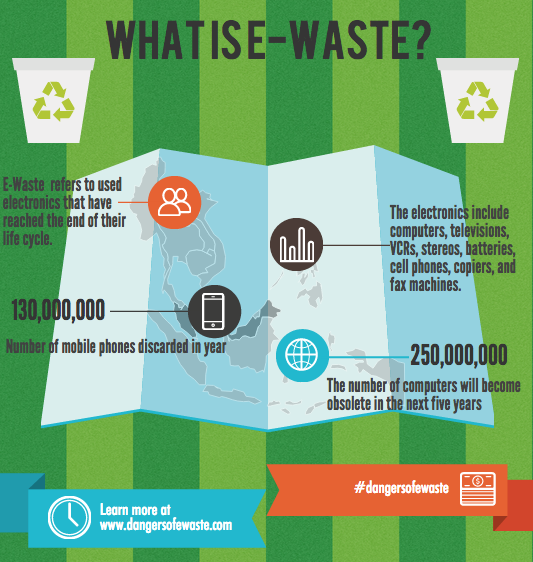 WHAT IS E-WASTE?
E-Waste refers to used
electronics that have
reached the end of their
life cycle.
The electronics include
computers, televisions,
VCRs, stereos, batteries,
cell phones, copiers, and
fax machines.
130,000,000
Number of mobile phones discarded in year
250,000,000
The number of computers will become
obsolete in the next five years
#dangersofewaste
$
Learn more at
www.dangersofewaste.com